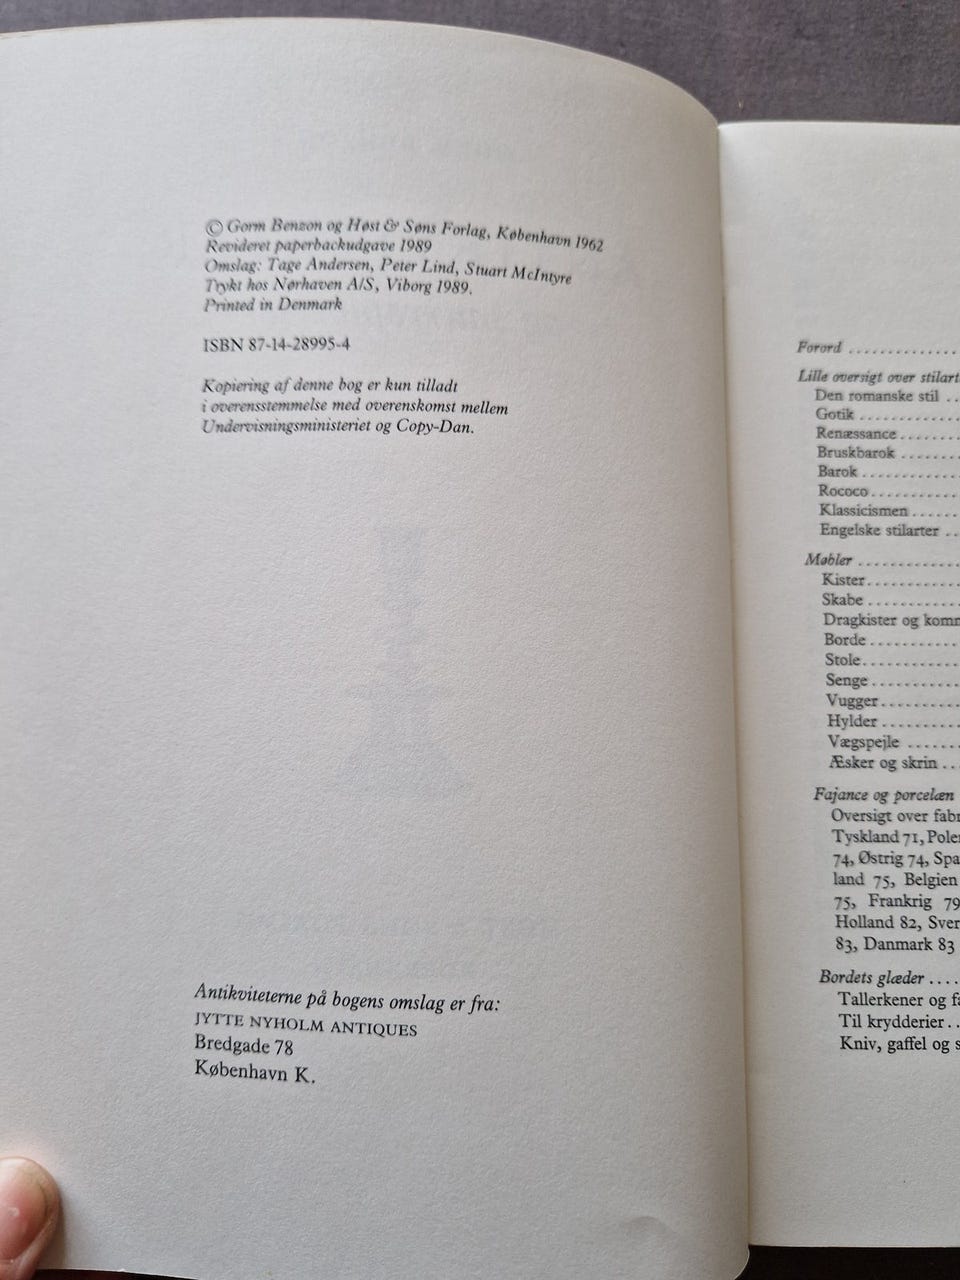 © Gorm Benzon og Høst & Søns Forlag, København 1962
Revideret paperbackudgave 1989
Omslag: Tage Andersen, Peter Lind, Stuart McIntyre
Trykt hos Nørhaven A/S, Viborg 1989.
Printed in Denmark
ISBN 87-14-28995-4
Kopiering af denne bog er kun tilladt
i overensstemmelse med overenskomst mellem
Undervisningsministeriet og Copy-Dan.
Antikviteterne på bogens omslag er fra:
JYTTE NYHOLM ANTIQUES
Bredgade 78
København K.
Forord ..............
Lille oversigt over stilart
Den romanske stil ..
Gotik ..............
Renæssance .........
Bruskbarok .........
Barok ..............
Rococo .............
Klassicismen .......
Engelske stilarter ..
Møbler ..............
Kister ..............
Skabe ..............
Dragkister og komm
Borde ..............
Stole ..............
Senge ..............
Vugger .............
Hylder .............
Vægspejle ..........
Æsker og skrin ...
Fajance og porcelæn
Oversigt over fabr
Tyskland 71, Polen
74, Østrig 74, Spa
land 75, Belgien
75, Frankrig 79
Holland 82, Sver
83, Danmark 83
Bordets glæder ....
Tallerkener og fa
Til krydderier ..
Kniv, gaffel og s